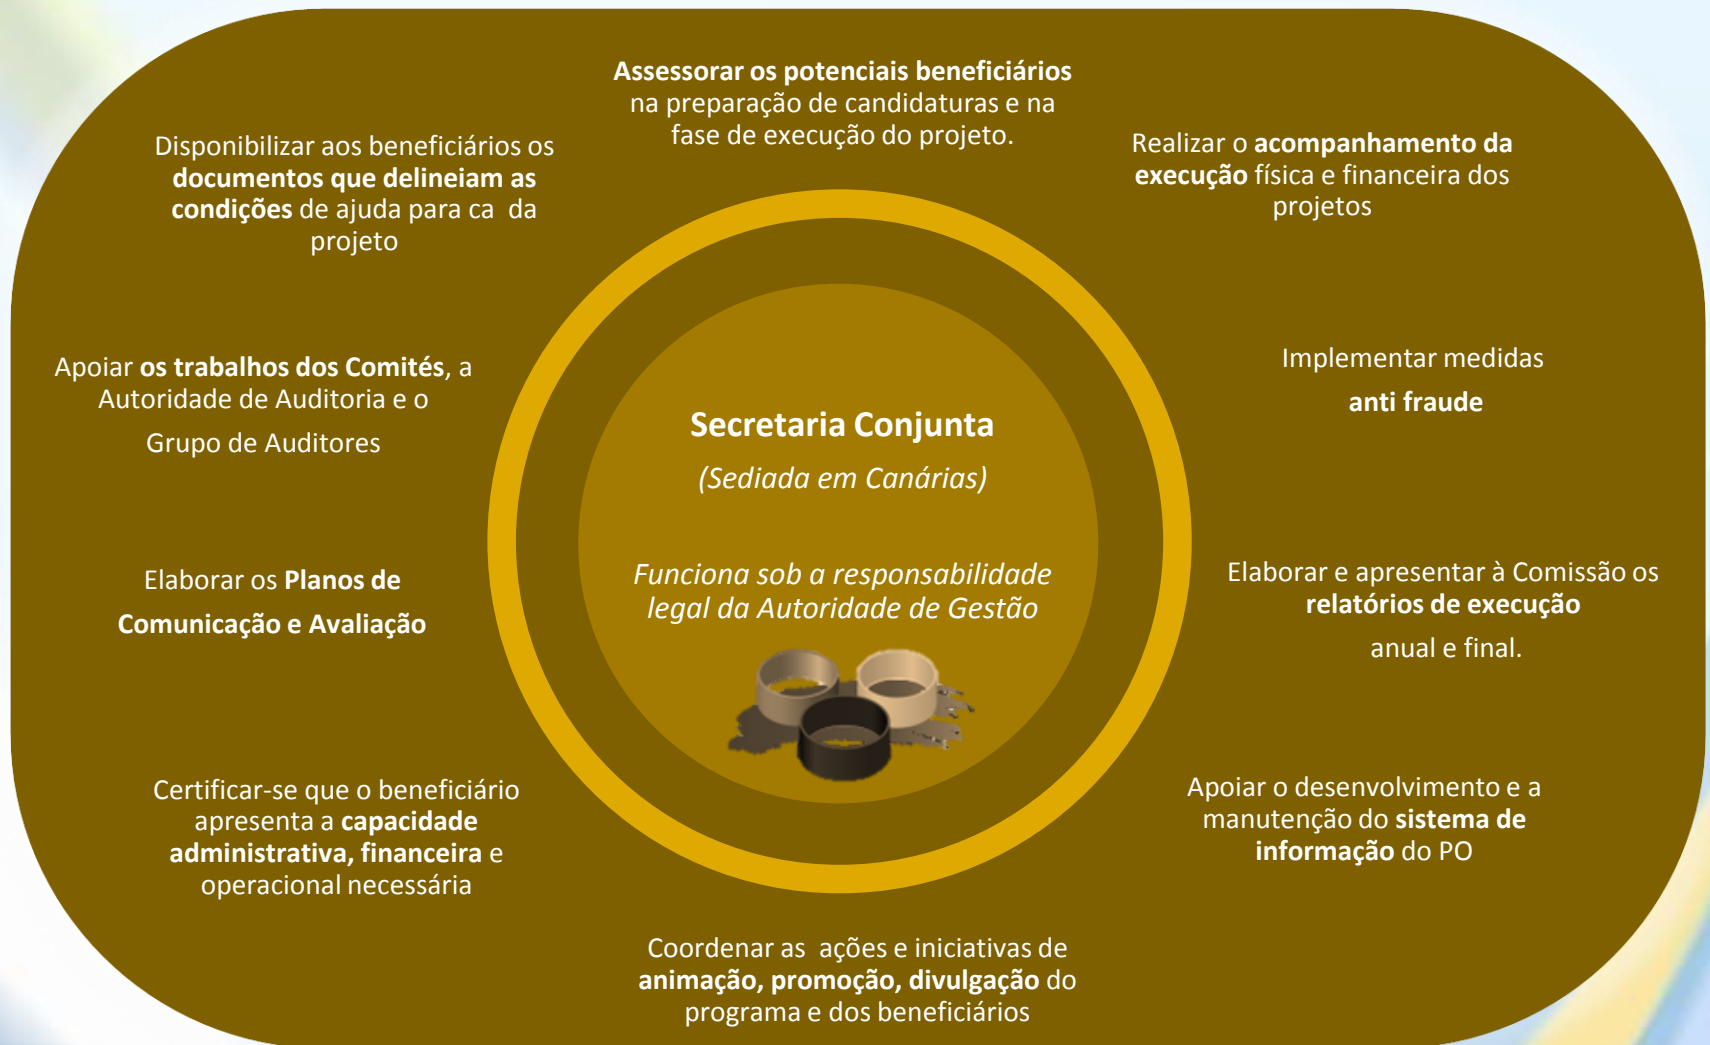 Assessorar os potenciais beneficiários
na preparação de candidaturas e na
fase de execução do projeto.
Disponibilizar aos beneficiários os
documentos que delineiam as
condições de ajuda para ca  da
projeto
Realizar o acompanhamento da
execução física e financeira dos
projetos
Apoiar os trabalhos dos Comités, a
Autoridade de Auditoria e o
Grupo de Auditores
Implementar medidas
anti fraude
Secretaria Conjunta
(Sediada em Canárias)
Funciona sob a responsabilidade
legal da Autoridade de Gestão
Elaborar os Planos de
Comunicação e Avaliação
Elaborar e apresentar à Comissão os
relatórios de execução
anual e final.
Certificar-se que o beneficiário
apresenta a capacidade
administrativa, financeira e
operacional necessária
Apoiar o desenvolvimento e a
manutenção do sistema de
informação do PO
Coordenar as  ações e iniciativas de
animação, promoção, divulgação do
programa e dos beneficiários